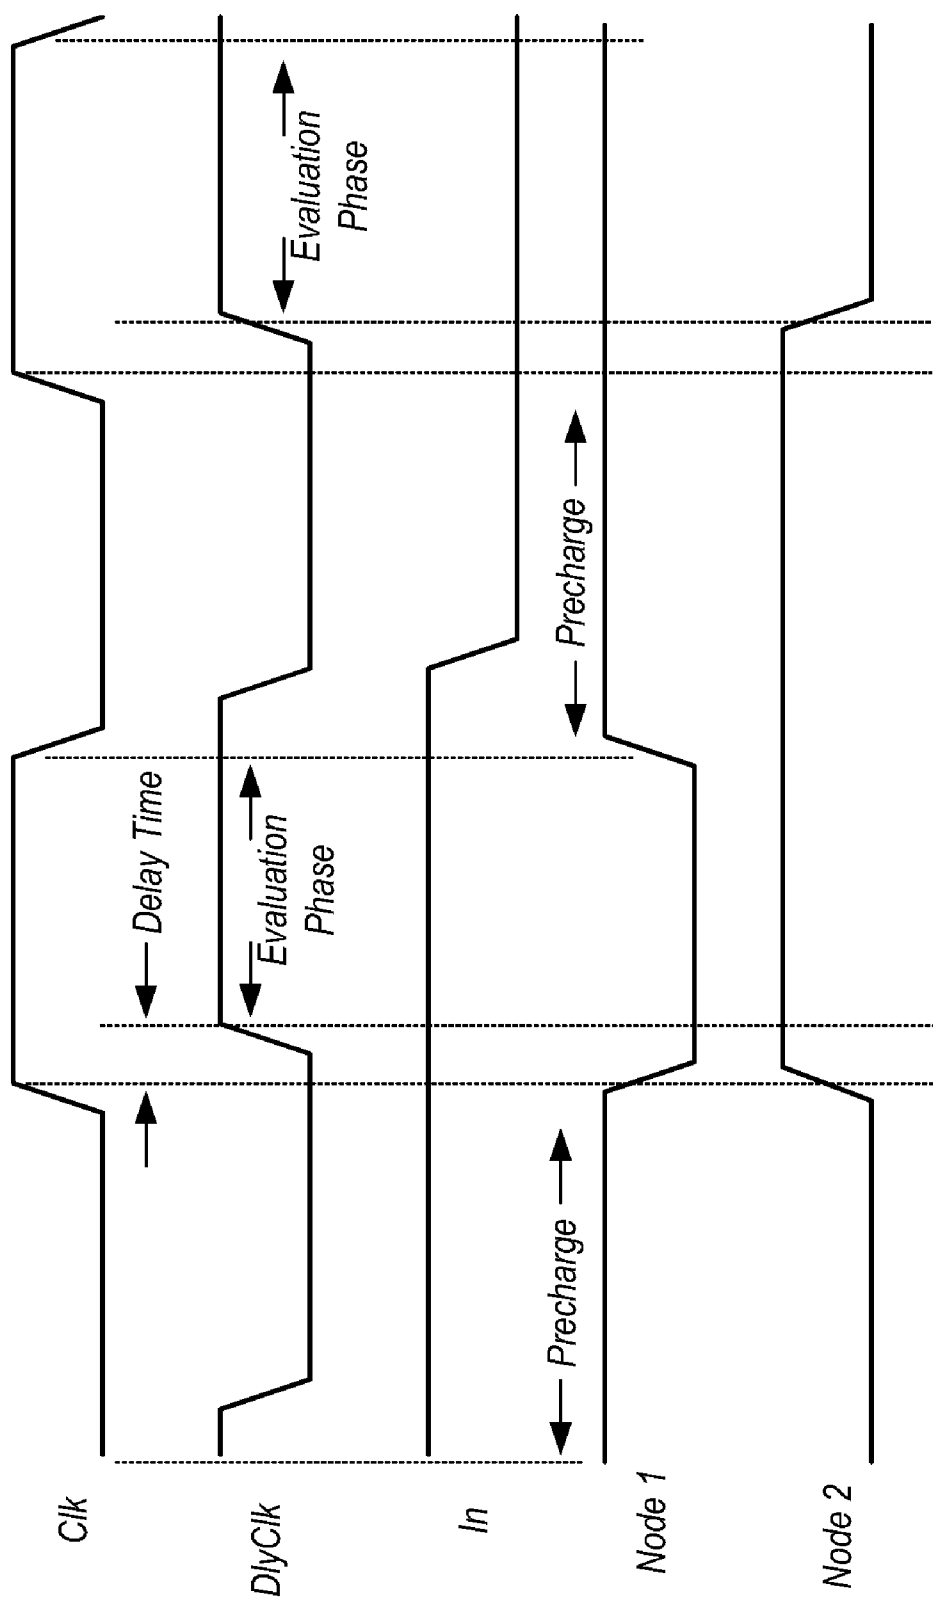 Clk
Delay Time
DlyClk
Evaluation
Phase
Evaluation
Phase
In
Precharge
Precharge
Node 1
Node 2